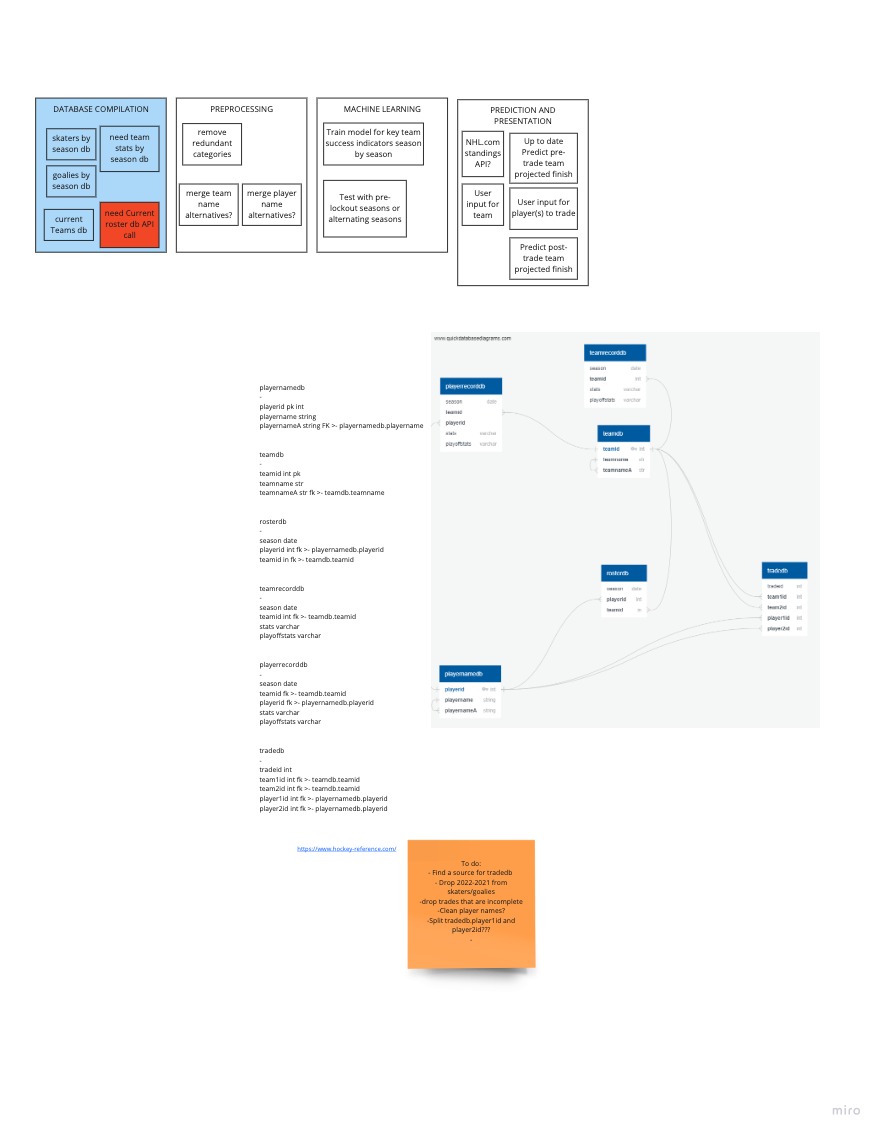 DATABASE COMPILATION
skaters by
season db
need team
stats by
season db
goalies by
season db
current
Teams db
need Current
roster db API
call
PREPROCESSING
remove
redundant
categories
merge team
name
alternatives?
merge player
name
alternatives?
MACHINE LEARNING
Train model for key team
success indicators season
by season
Test with pre-
lockout seasons or
alternating seasons
PREDICTION AND
PRESENTATION
NHL.com
standings
API?
Up to date
Predict pre-
trade team
projected finish
User
input for
team
User input for
player(s) to trade
Predict post-
trade team
projected finish
playernamedb
-
playerid pk int
playername string
playernameA string FK >- playernamedb.playername
teamdb
-
teamid int pk
teamname str
teamnameA str fk >- teamdb.teamname
rosterdb
-
season date
playerid int fk >- playernamedb.playerid
teamid in fk >- teamdb.teamid
teamrecorddb
-
season date
teamid int fk >- teamdb.teamid
stats varchar
playoffstats varchar
playerrecorddb
-
season date
teamid fk >- teamdb.teamid
playerid fk >- playernamedb.playerid
stats varchar
playoffstats varchar
tradedb
-
tradeid int
team1id int fk >- teamdb.teamid
team2id int fk >- teamdb.teamid
player1id int fk >- playernamedb.playerid
player2id int fk >- playernamedb.playerid
www.quickdatabasediagrams.com
teamrecorddb
season date
teamid int
stats varchar
playoffstats varchar
playerrecorddb
season date
teamid
playerid
stats varchar
playoffstats varchar
teamdb
teamid int
teamname str
teamnameA str
rosterdb
season date
playerid int
teamid in
tradedb
tradeid int
team1id int
team2id int
player1id int
player2id int
playernamedb
playerid int
playername string
playernameA string
https://www.hockey-reference.com/
To do:
- Find a source for tradedb
- Drop 2022-2021 from
skaters/goalies
-drop trades that are incomplete
-Clean player names?
-Split tradedb.player1id and
player2id???
-
miro